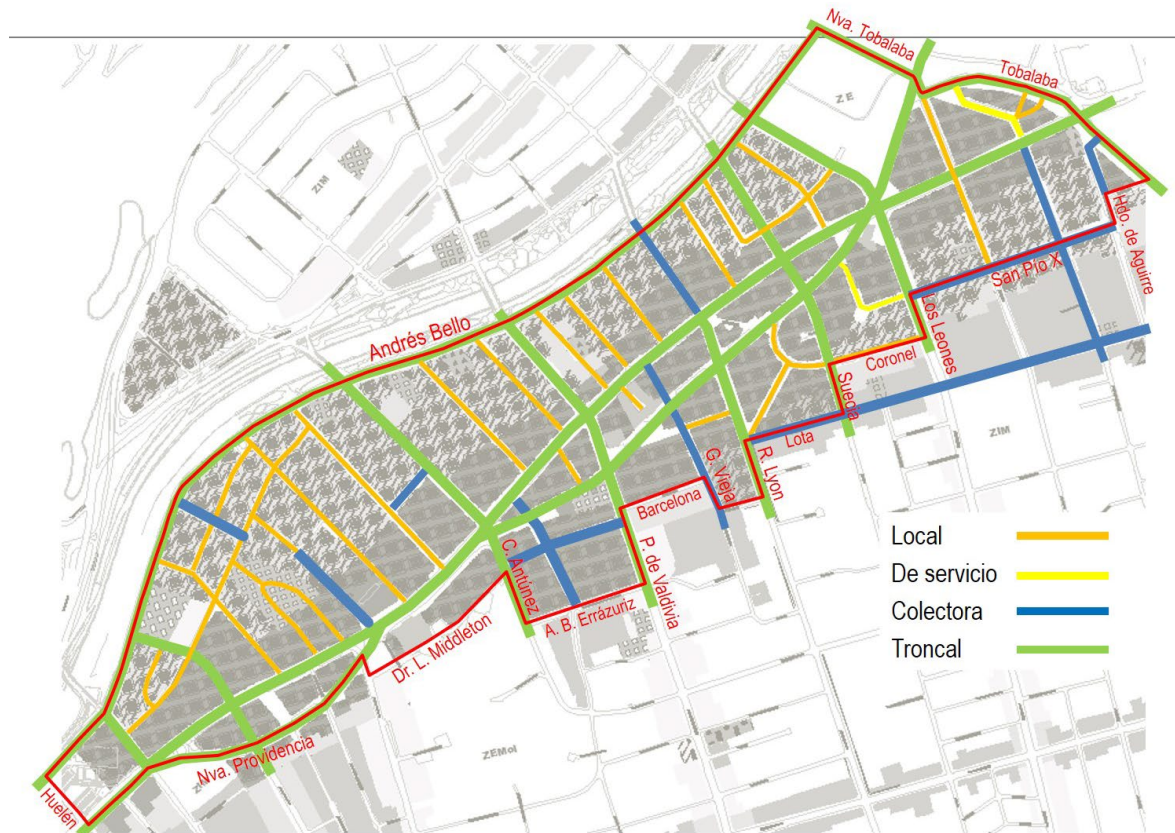 Nva. Tobalaba
Tobalaba
ZE
ZIM
Hdo. de Aguirre
San Pío X
Andrés Bello
Los Leones
Coronel
Suecia
ZIM
Lota
R. Lyon
G. Vieja
Barcelona
P. de Valdivia
C. Antúnez
A. B. Errázuriz
Dr. L. Middleton
ZEMol
Nva. Providencia
Huelén
Local
De servicio
Colectora
Troncal